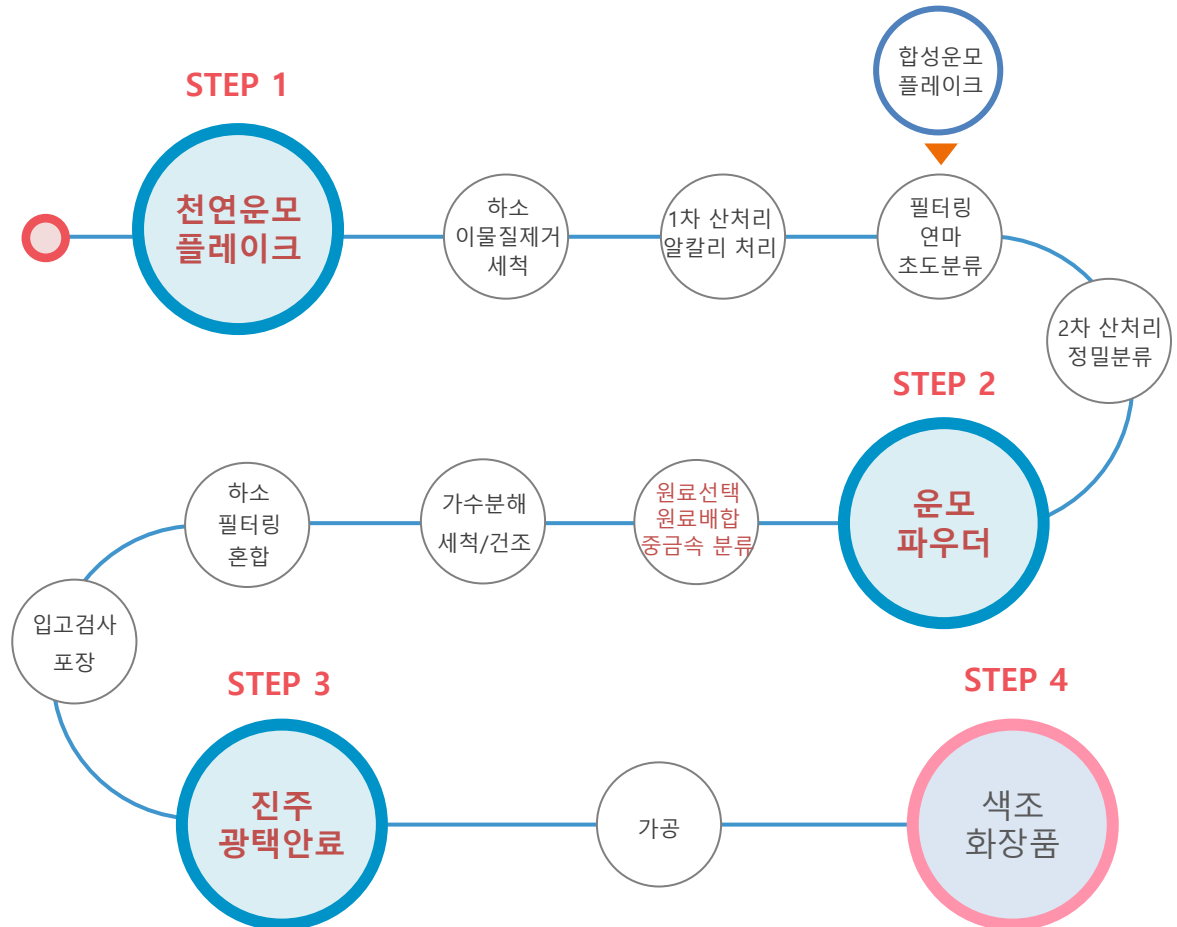 STEP 1
천연운모
플레이크
하소
이물질제거
세척
1차 산처리
알칼리 처리
합성운모
플레이크
필터링
연마
초도분류
2차 산처리
정밀분류
STEP 2
운모
파우더
원료선택
원료배합
중금속 분류
가수분해
세척/건조
하소
필터링
혼합
입고검사
포장
STEP 3
진주
광택안료
가공
STEP 4
색조
화장품